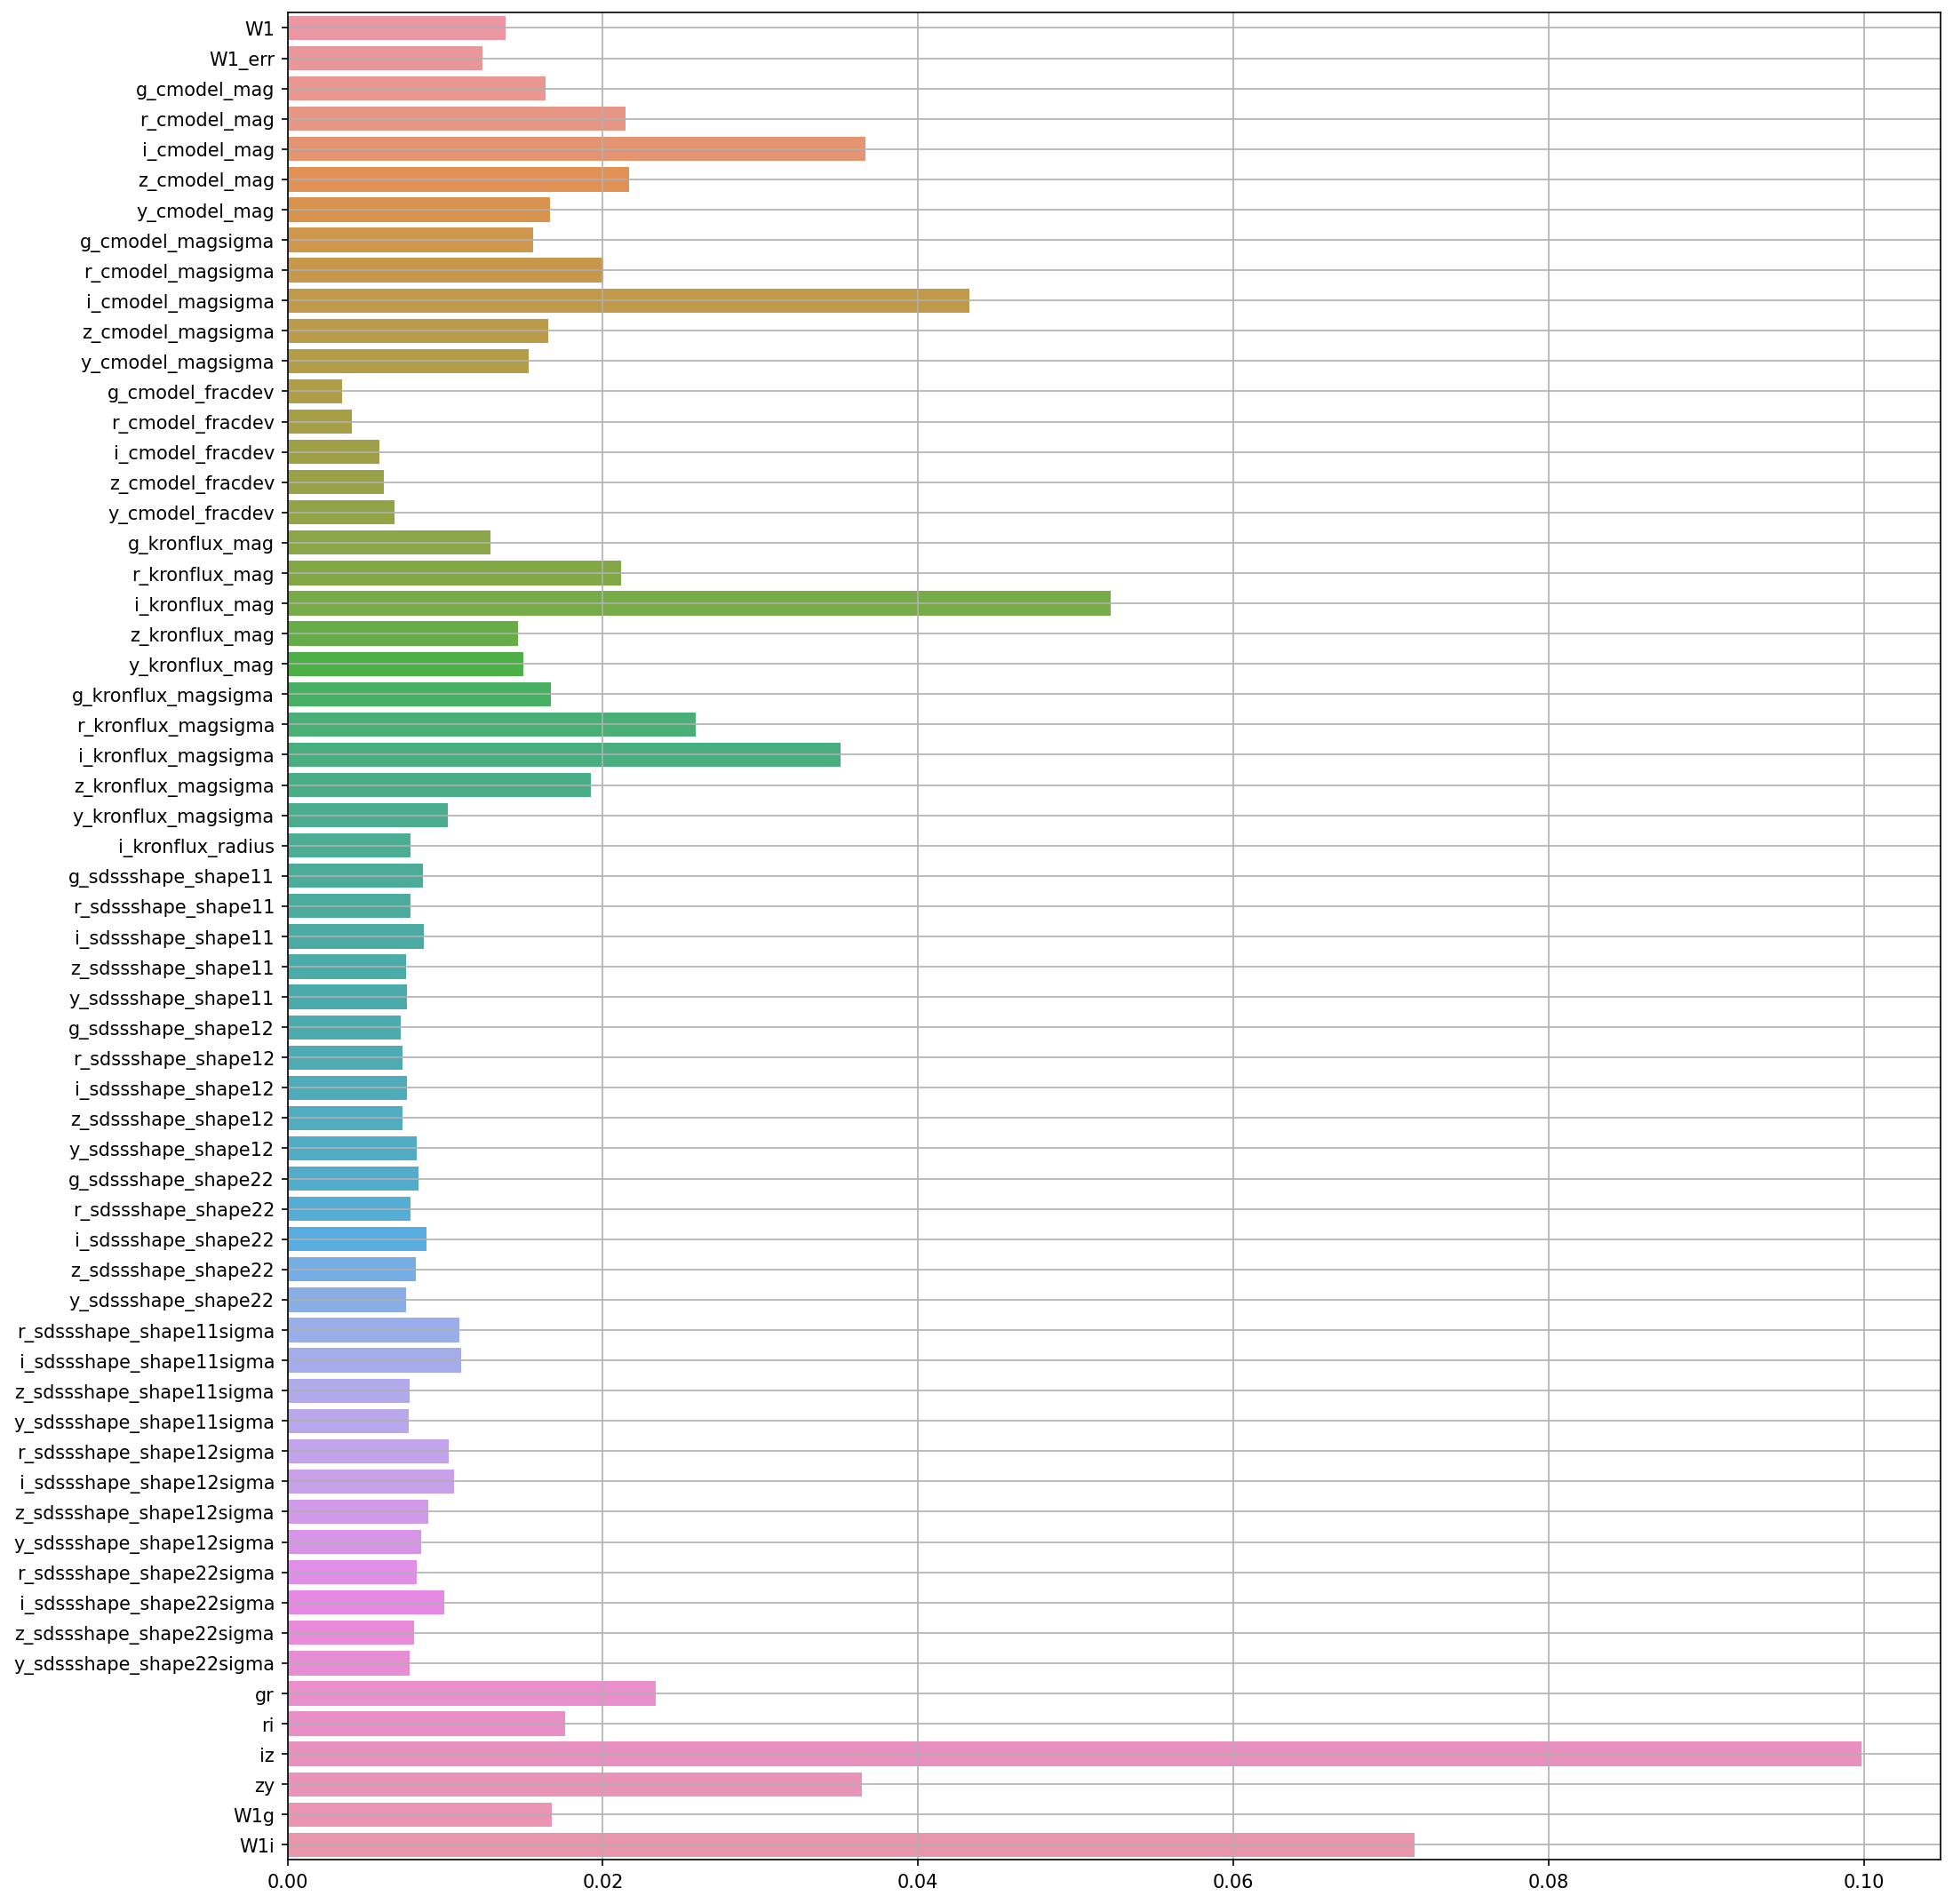 W1
W1_err
g_cmodel_mag
r_cmodel_mag
i_cmodel_mag
z_cmodel_mag
y_cmodel_mag
g_cmodel_magsigma
r_cmodel_magsigma
i_cmodel_magsigma
z_cmodel_magsigma
y_cmodel_magsigma
g_cmodel_fracdev
r_cmodel_fracdev
i_cmodel_fracdev
z_cmodel_fracdev
y_cmodel_fracdev
g_kronflux_mag
r_kronflux_mag
i_kronflux_mag
z_kronflux_mag
y_kronflux_mag
g_kronflux_magsigma
r_kronflux_magsigma
i_kronflux_magsigma
z_kronflux_magsigma
y_kronflux_magsigma
i_kronflux_radius
g_sdssshape_shape11
r_sdssshape_shape11
i_sdssshape_shape11
z_sdssshape_shape11
y_sdssshape_shape11
g_sdssshape_shape12
r_sdssshape_shape12
i_sdssshape_shape12
z_sdssshape_shape12
y_sdssshape_shape12
g_sdssshape_shape22
r_sdssshape_shape22
i_sdssshape_shape22
z_sdssshape_shape22
y_sdssshape_shape22
r_sdssshape_shape11sigma
i_sdssshape_shape11sigma
z_sdssshape_shape11sigma
y_sdssshape_shape11sigma
r_sdssshape_shape12sigma
i_sdssshape_shape12sigma
z_sdssshape_shape12sigma
y_sdssshape_shape12sigma
r_sdssshape_shape22sigma
i_sdssshape_shape22sigma
z_sdssshape_shape22sigma
y_sdssshape_shape22sigma
gr
ri
iz
zy
W1g
W1i
0.00 0.02 0.04 0.06 0.08 0.10